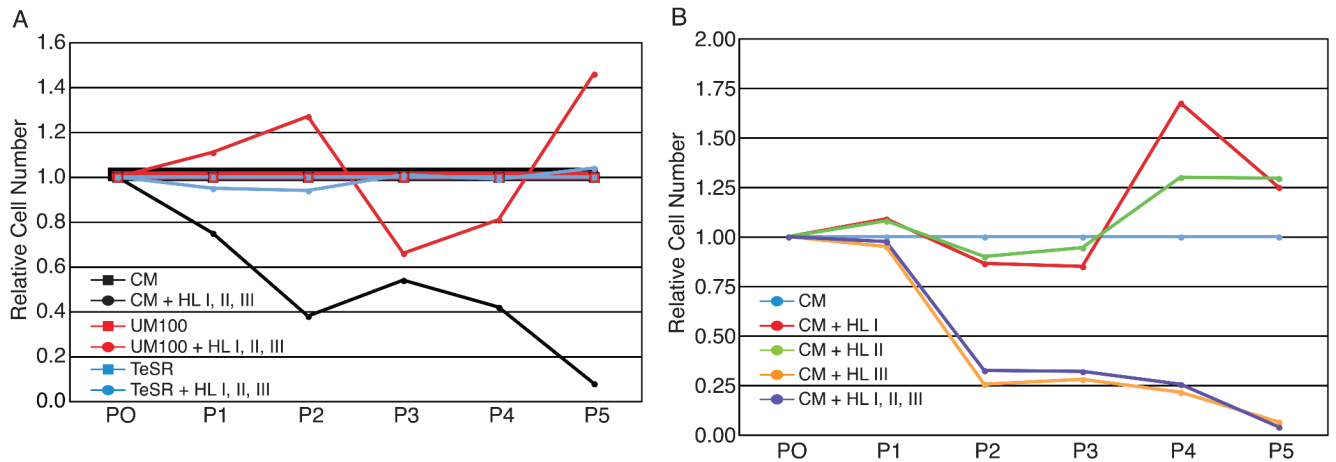 A
Relative Cell Number
1.6
1.4
1.2
1.0
0.8
0.6
0.4
0.2
0.0
CM
CM + HL I, II, III
UM100
UM100 + HL I, II, III
TeSR
TeSR + HL I, II, III
PO P1 P2 P3 P4 P5
B
Relative Cell Number
2.00
1.75
1.50
1.25
1.00
0.75
0.50
0.25
0.00
CM
CM + HL I
CM + HL II
CM + HL III
CM + HL I, II, III
PO P1 P2 P3 P4 P5